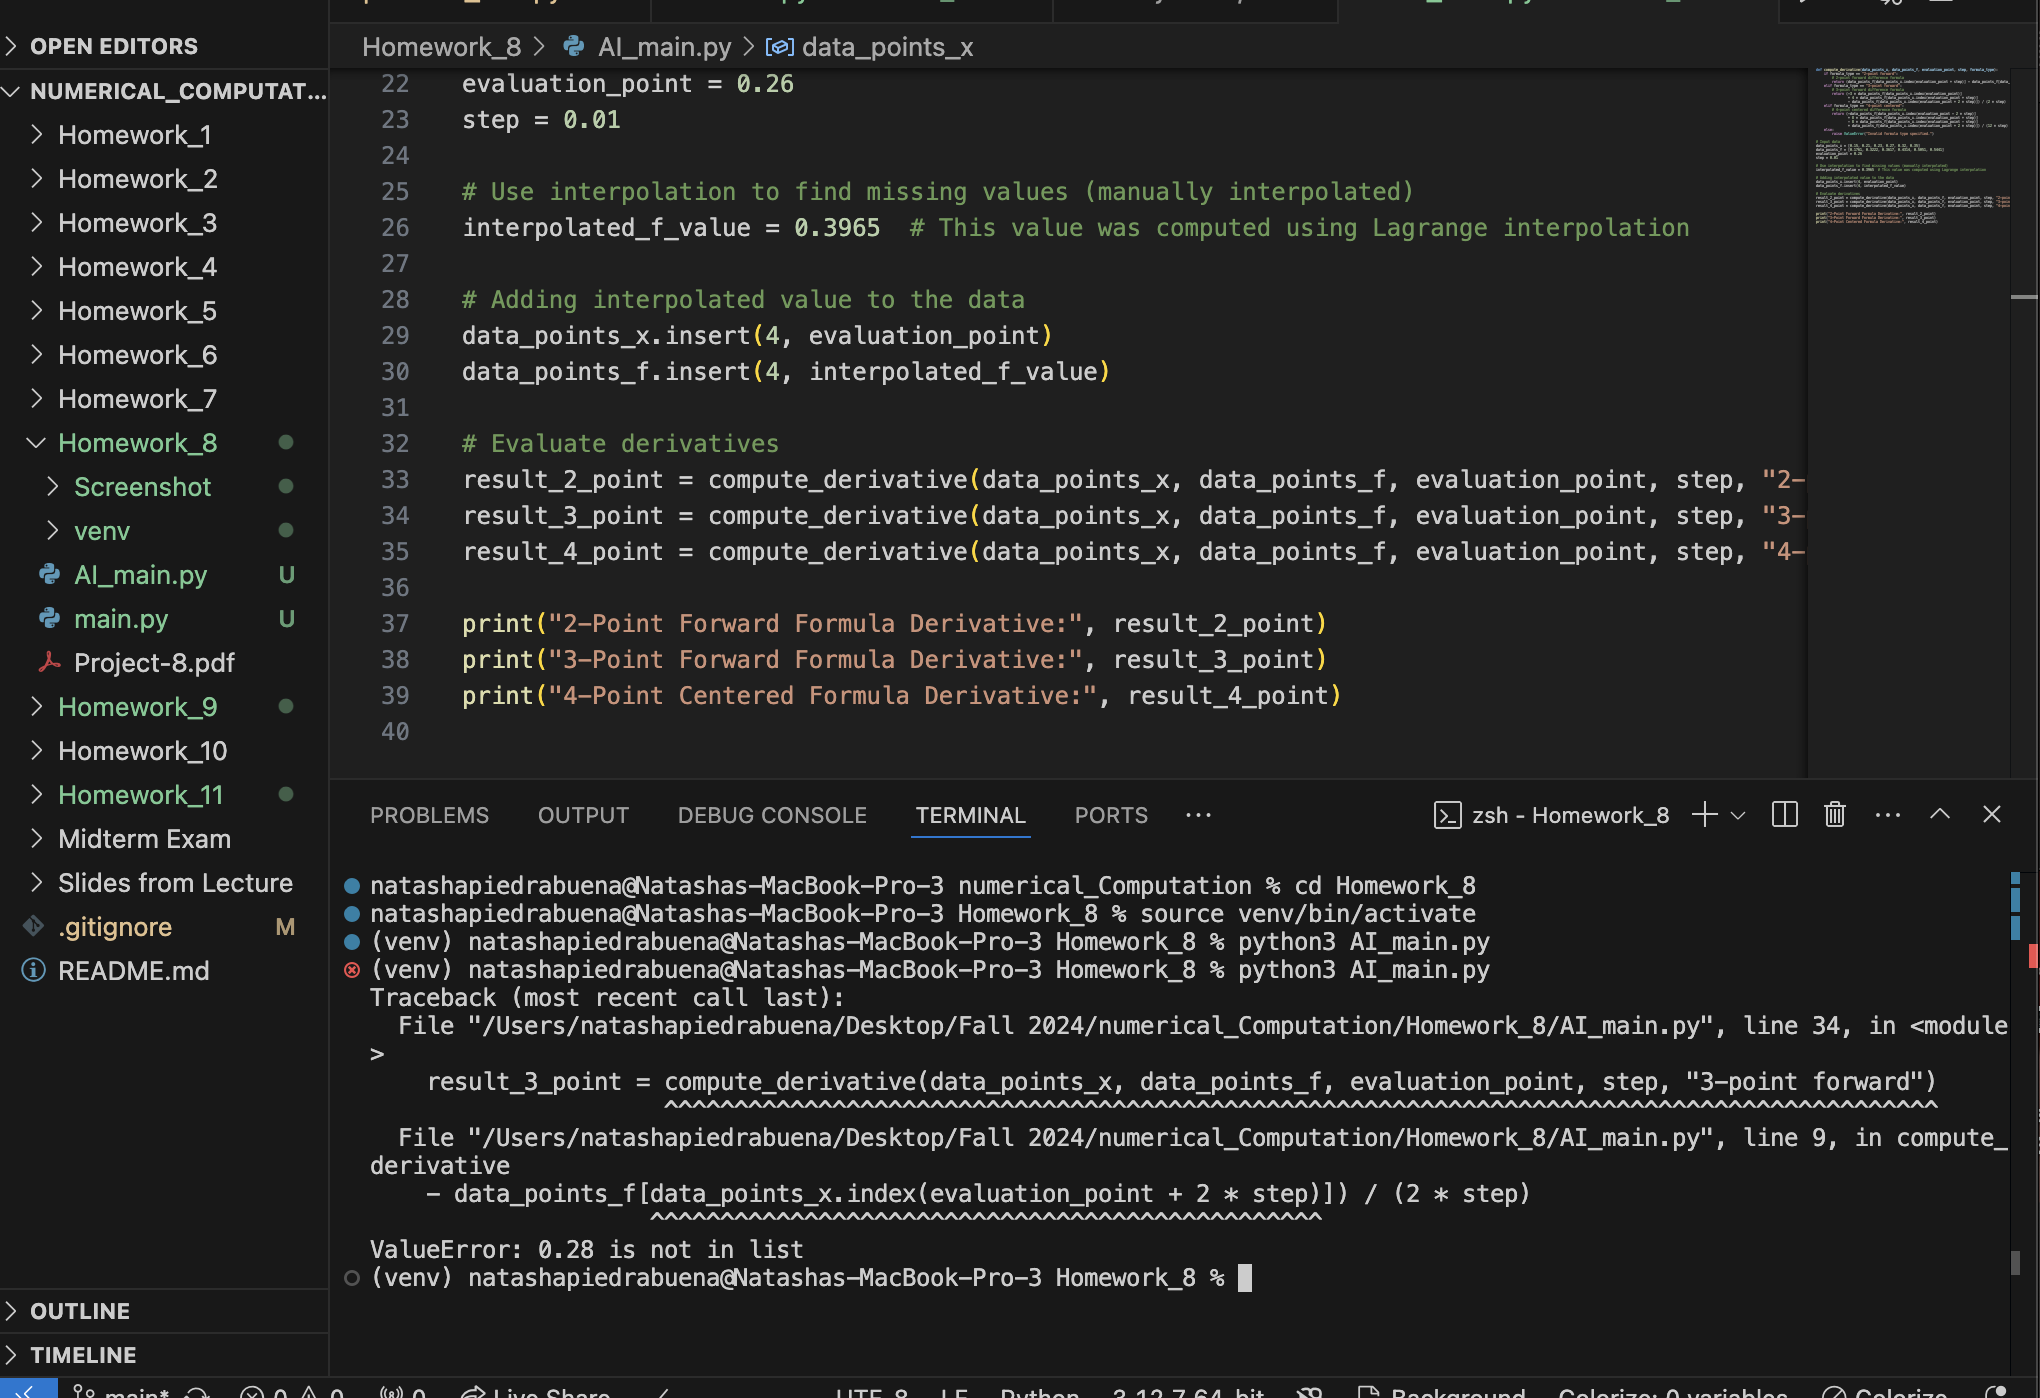 OPEN EDITORS
NUMERICAL_COMPUTAT...
Homework_1
Homework_2
Homework_3
Homework_4
Homework_5
Homework_6
Homework_7
Homework_8
Screenshot
venv
AI_main.py U
main.py U
Project-8.pdf
Homework_9
Homework_10
Homework_11
Midterm Exam
Slides from Lecture
.gitignore M
README.md
OUTLINE
TIMELINE
Homework_8 > AI_main.py > data_points_x
22 evaluation_point = 0.26
23 step = 0.01
24
25 # Use interpolation to find missing values (manually interpolated)
26 interpolated_f_value = 0.3965  # This value was computed using Lagrange interpolation
27
28 # Adding interpolated value to the data
29 data_points_x.insert(4, evaluation_point)
30 data_points_f.insert(4, interpolated_f_value)
31
32 # Evaluate derivatives
33 result_2_point = compute_derivative(data_points_x, data_points_f, evaluation_point, step, "2-
34 result_3_point = compute_derivative(data_points_x, data_points_f, evaluation_point, step, "3-
35 result_4_point = compute_derivative(data_points_x, data_points_f, evaluation_point, step, "4-
36
37 print("2-Point Forward Formula Derivative:", result_2_point)
38 print("3-Point Forward Formula Derivative:", result_3_point)
39 print("4-Point Centered Formula Derivative:", result_4_point)
40
PROBLEMS OUTPUT DEBUG CONSOLE TERMINAL PORTS ··· zsh - Homework_8
natashapiedrabuena@Natashas-MacBook-Pro-3 numerical_Computation % cd Homework_8
natashapiedrabuena@Natashas-MacBook-Pro-3 Homework_8 % source venv/bin/activate
(venv) natashapiedrabuena@Natashas-MacBook-Pro-3 Homework_8 % python3 AI_main.py
(venv) natashapiedrabuena@Natashas-MacBook-Pro-3 Homework_8 % python3 AI_main.py
Traceback (most recent call last):
File "/Users/natashapiedrabuena/Desktop/Fall 2024/numerical_Computation/Homework_8/AI_main.py", line 34, in <module
>
result_3_point = compute_derivative(data_points_x, data_points_f, evaluation_point, step, "3-point forward")
^^^^^^^^^^^^^^^^^^^^^^^^^^^^^^^^^^^^^^^^^^^^^^^^^^^^^^^^^^^^^^^^^^^^^^^^^^^^^^^^^^^^^^^^^^^
File "/Users/natashapiedrabuena/Desktop/Fall 2024/numerical_Computation/Homework_8/AI_main.py", line 9, in compute_
derivative
- data_points_f[data_points_x.index(evaluation_point + 2 * step)]) / (2 * step)
^^^^^^^^^^^^^^^^^^^^^^^^^^^^^^^^^^^^^^^^^^^^^^^^
ValueError: 0.28 is not in list
(venv) natashapiedrabuena@Natashas-MacBook-Pro-3 Homework_8 %
main* 0 0 0 Live Share UTF-8 LF Python 3.12.7 64-bit Background Colorize: 0 variables Colorize